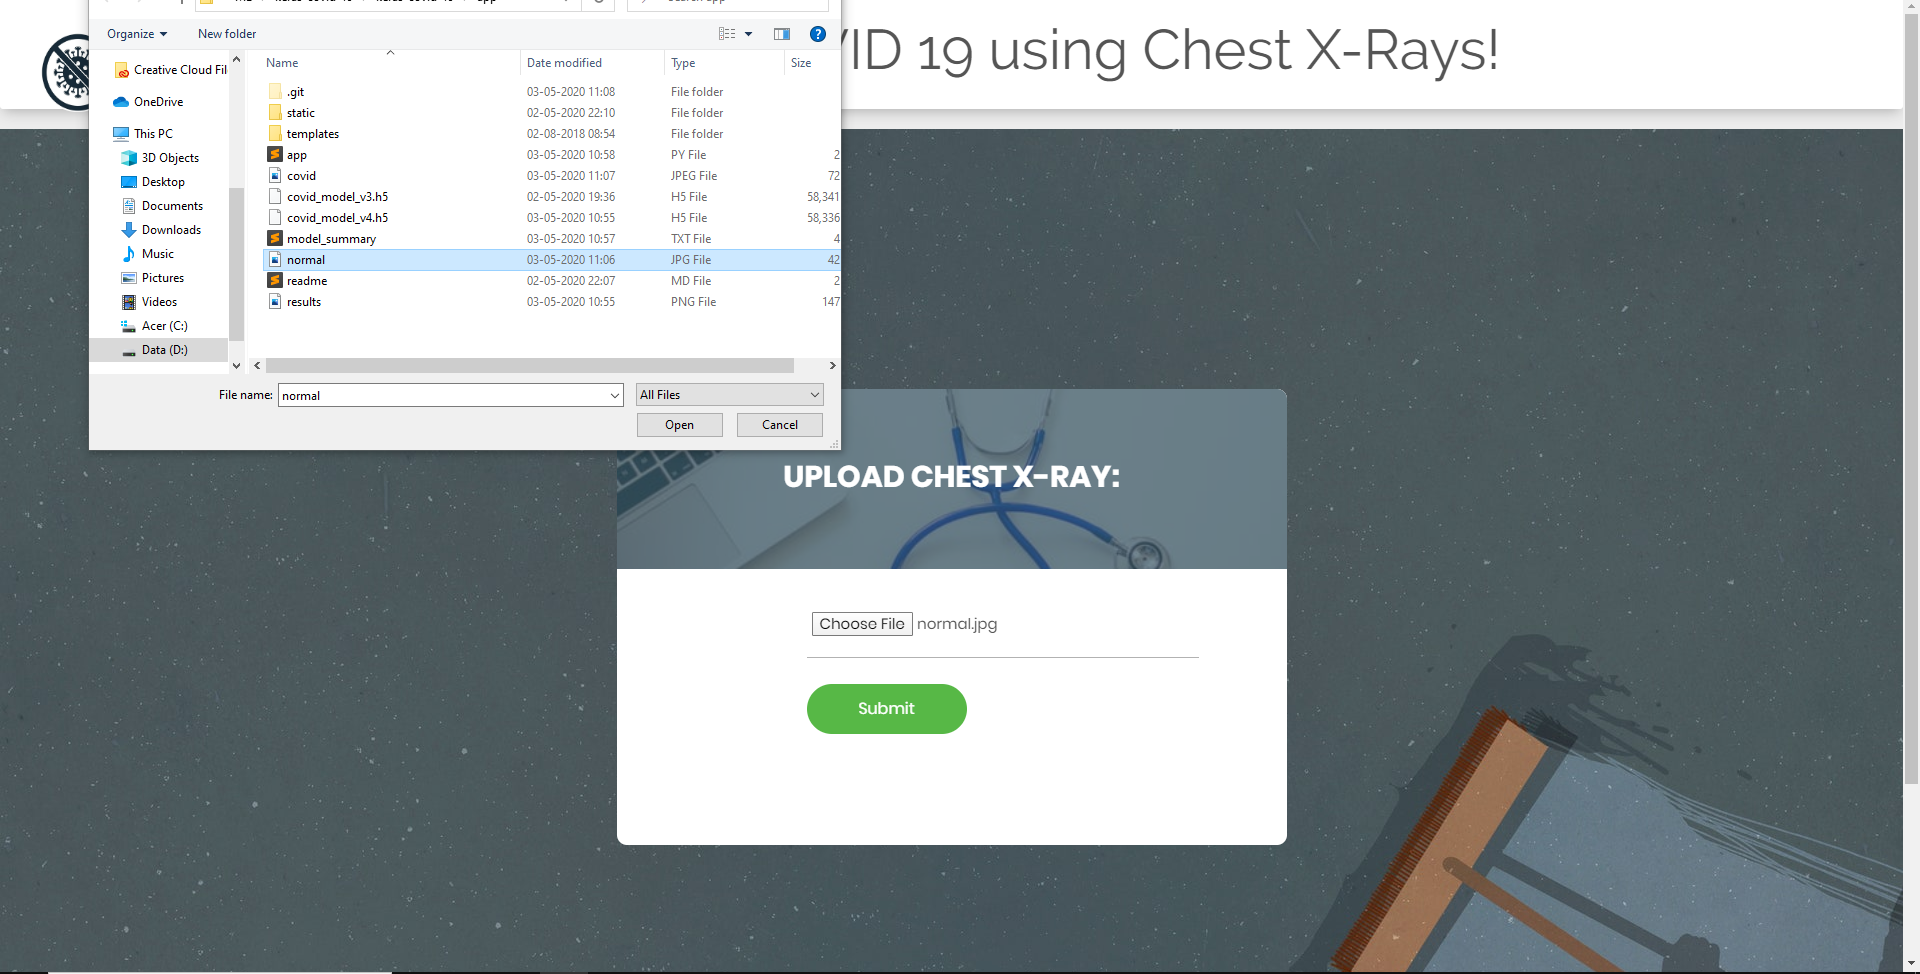 Organize
New folder
VID 19 using Chest X-Rays!
Name
Date modified
Type
Size
Creative Cloud Fil
OneDrive
This PC
3D Objects
Desktop
Documents
Downloads
Music
Pictures
Videos
Acer (C:)
Data (D:)
.git 03-05-2020 11:08 File folder
static 02-05-2020 22:10 File folder
templates 02-08-2018 08:54 File folder
app 03-05-2020 10:58 PY File 2
covid 03-05-2020 11:07 JPEG File 72
covid_model_v3.h5 02-05-2020 19:36 H5 File 58,341
covid_model_v4.h5 03-05-2020 10:55 H5 File 58,336
model_summary 03-05-2020 10:57 TXT File 4
normal 03-05-2020 11:06 JPG File 42
readme 02-05-2020 22:07 MD File 2
results 03-05-2020 10:55 PNG File 147
File name: normal
All Files
Open
Cancel
UPLOAD CHEST X-RAY:
Choose File normal.jpg
Submit